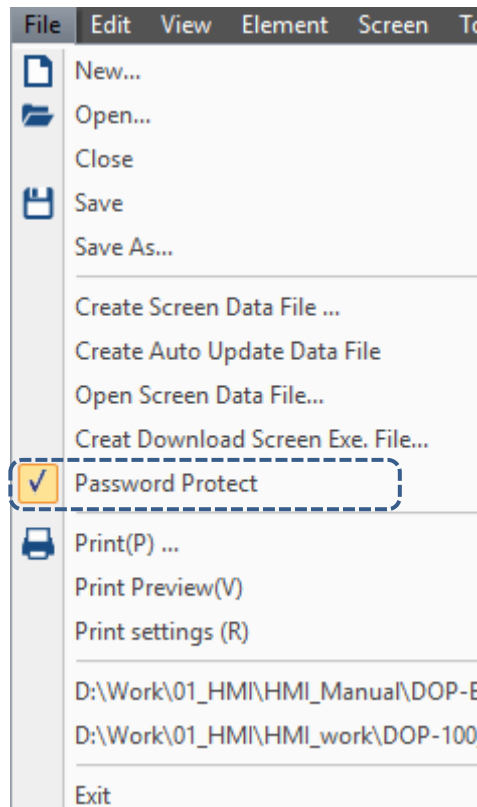 File Edit View Element Screen
New...
Open...
Close
Save
Save As...
Create Screen Data File ...
Create Auto Update Data File
Open Screen Data File...
Creat Download Screen Exe. File...
Password Protect
Print(P) ...
Print Preview(V)
Print settings (R)
D:\Work\01_HMI\HMI_Manual\DOP-E
D:\Work\01_HMI\HMI_work\DOP-100
Exit